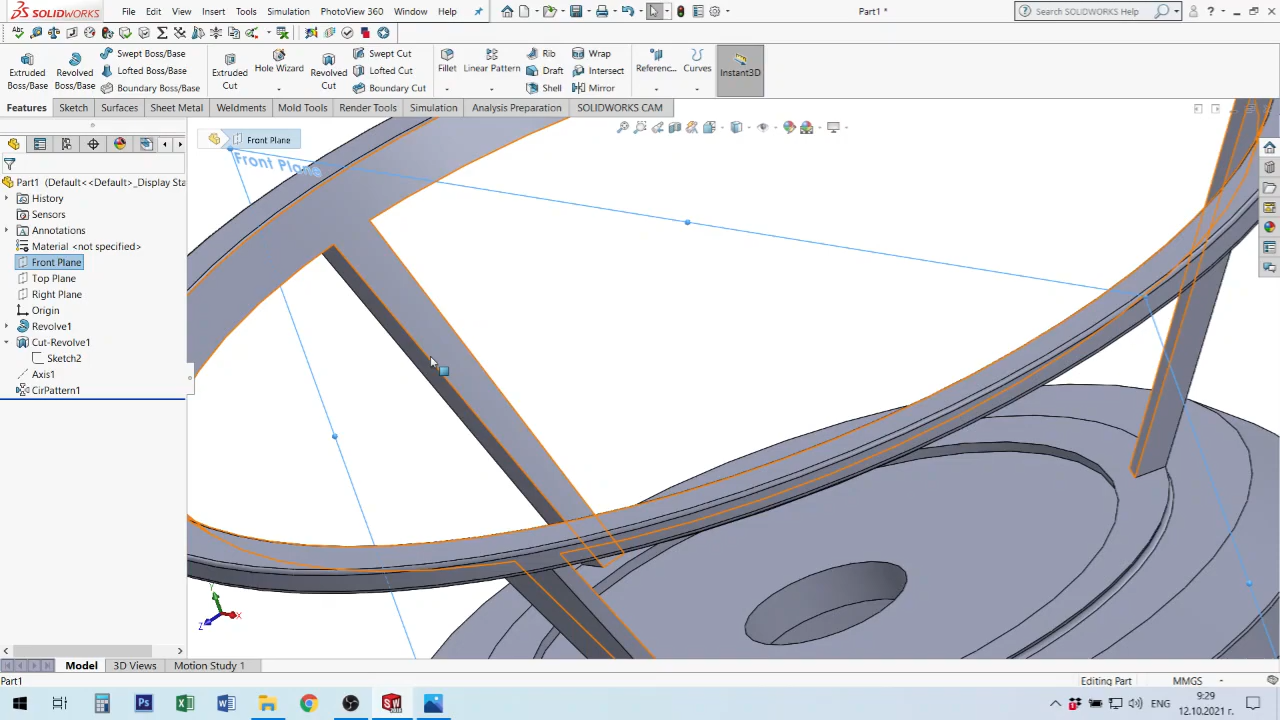 SOLIDWORKS File Edit View Insert Tools Simulation PhotoView 360 Window Help Part1 * Search SOLIDWORKS Help
Extruded Boss/Base
Revolved Boss/Base
Swept Boss/Base
Lofted Boss/Base
Boundary Boss/Base
Extruded Cut
Hole Wizard
Revolved Cut
Swept Cut
Lofted Cut
Boundary Cut
Fillet
Linear Pattern
Rib
Draft
Shell
Wrap
Intersect
Mirror
Referenc...
Curves
Instant3D
Features Sketch Surfaces Sheet Metal Weldments Mold Tools Render Tools Simulation Analysis Preparation SOLIDWORKS CAM
Front Plane
Front Plane
Part1 (Default<<Default>_Display Sta
History
Sensors
Annotations
Material <not specified>
Front Plane
Top Plane
Right Plane
Origin
Revolve1
Cut-Revolve1
Sketch2
Axis1
CirPattern1
Y
X
Z
Model 3D Views Motion Study 1
Part1 Editing Part MMGS
ENG 9:29
12.10.2021 г.